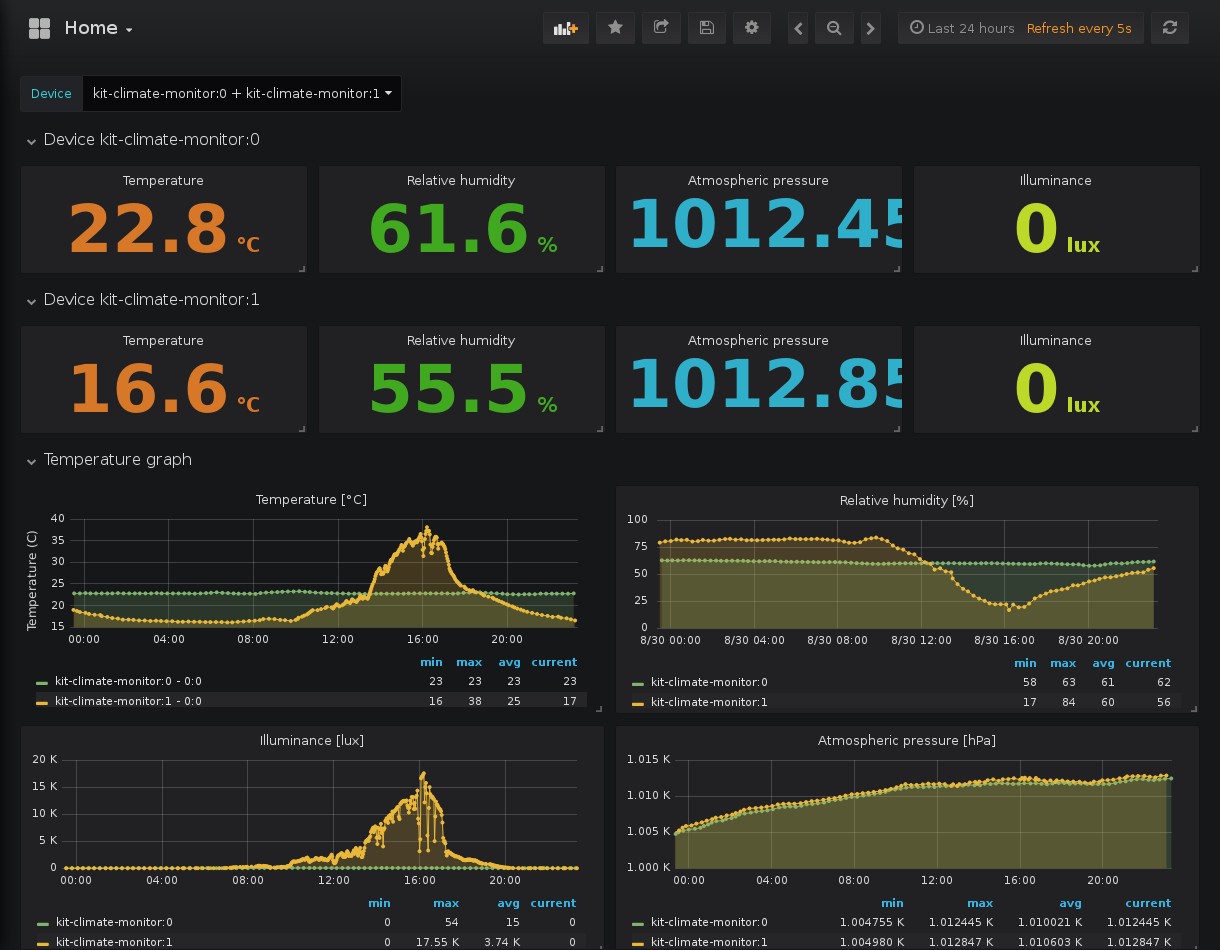 Home
Last 24 hours Refresh every 5s
Device kit-climate-monitor:0 + kit-climate-monitor:1
Device kit-climate-monitor:0
Temperature Relative humidity Atmospheric pressure Illuminance
22.8 °C 61.6 % 1012.45 0 lux
Device kit-climate-monitor:1
Temperature Relative humidity Atmospheric pressure Illuminance
16.6 °C 55.5 % 1012.85 0 lux
Temperature graph
Temperature [°C]
Temperature (C)
40
35
30
25
20
15
00:00 04:00 08:00 12:00 16:00 20:00
min max avg current
kit-climate-monitor:0 - 0:0 23 23 23 23
kit-climate-monitor:1 - 0:0 16 38 25 17
Relative humidity [%]
100
75
50
25
0
8/30 00:00 8/30 04:00 8/30 08:00 8/30 12:00 8/30 16:00 8/30 20:00
min max avg current
kit-climate-monitor:0 58 63 61 62
kit-climate-monitor:1 17 84 60 56
Illuminance [lux]
20 K
15 K
10 K
5 K
0
00:00 04:00 08:00 12:00 16:00 20:00
min max avg current
kit-climate-monitor:0 0 54 15 0
kit-climate-monitor:1 0 17.55 K 3.74 K 0
Atmospheric pressure [hPa]
1.015 K
1.010 K
1.005 K
1.000 K
00:00 04:00 08:00 12:00 16:00 20:00
min max avg current
kit-climate-monitor:0 1.004755 K 1.012445 K 1.010021 K 1.012445 K
kit-climate-monitor:1 1.004980 K 1.012847 K 1.010603 K 1.012847 K